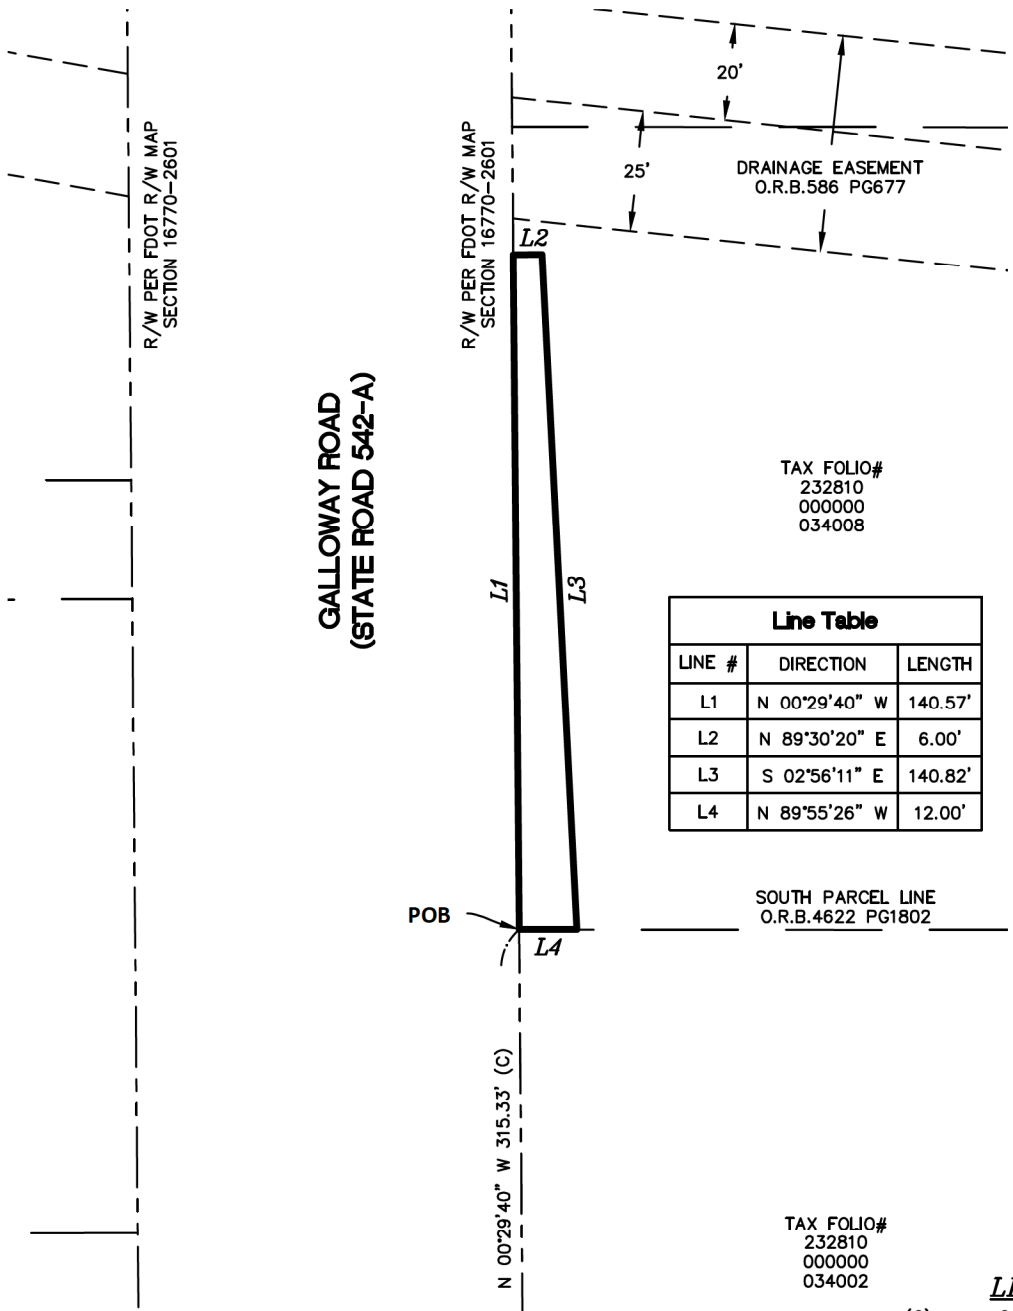 20'
25'
DRAINAGE EASEMENT
O.R.B.586 PG677
R/W PER FDOT R/W MAP
SECTION 16770-2601
R/W PER FDOT R/W MAP
SECTION 16770-2601
L2
GALLOWAY ROAD
(STATE ROAD 542-A)
TAX FOLIO#
232810
000000
034008
L1
L3
Line Table
LINE # DIRECTION LENGTH
L1 N 00°29'40" W 140.57'
L2 N 89°30'20" E 6.00'
L3 S 02°56'11" E 140.82'
L4 N 89°55'26" W 12.00'
SOUTH PARCEL LINE
O.R.B.4622 PG1802
POB
L4
N 00°29'40" W 315.33' (C)
TAX FOLIO#
232810
000000
034002